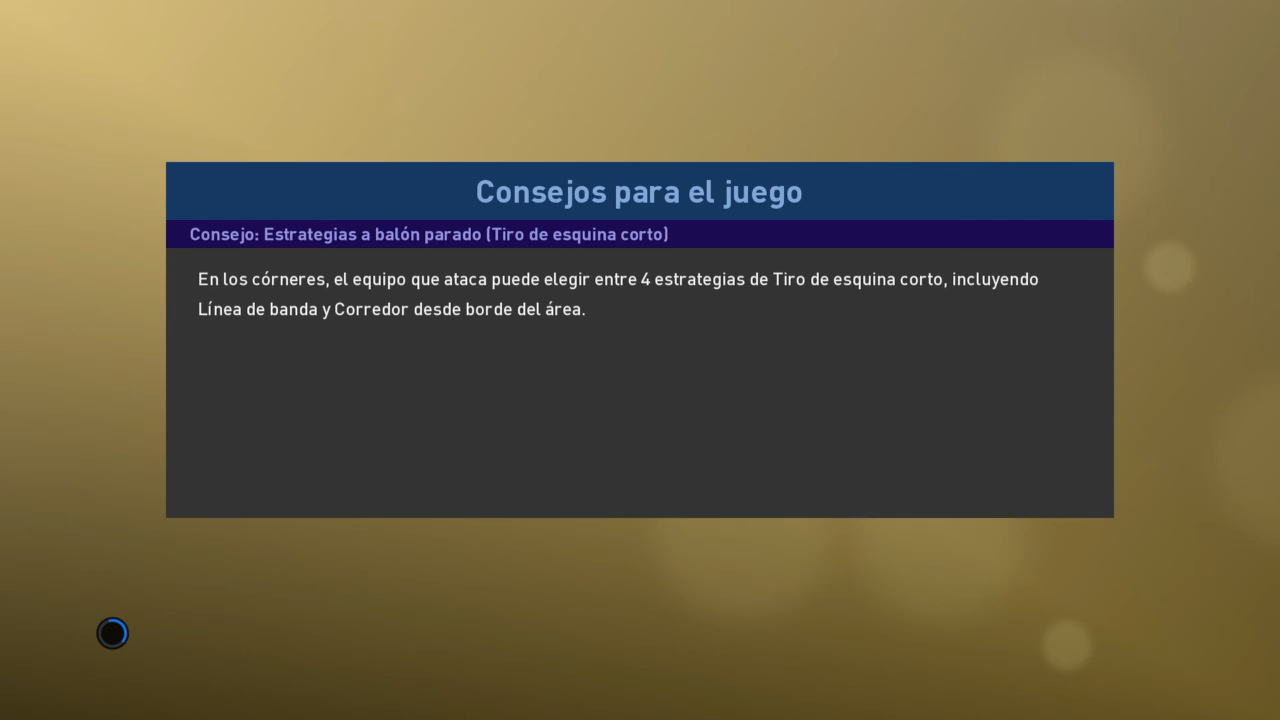 Consejos para el juego
Consejo: Estrategias a balón parado (Tiro de esquina corto)
En los córneres, el equipo que ataca puede elegir entre 4 estrategias de Tiro de esquina corto, incluyendo
Línea de banda y Corredor desde borde del área.